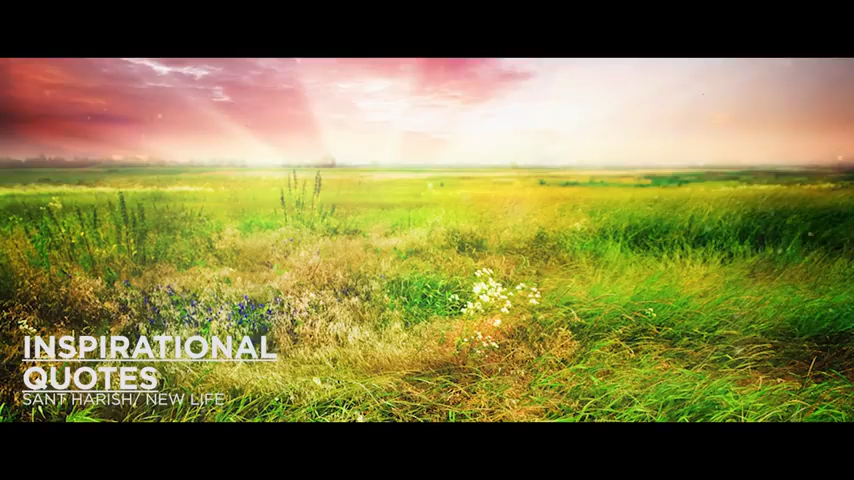 INSPIRATIONAL
QUOTES
SANT HARISH/ NEW LIFE